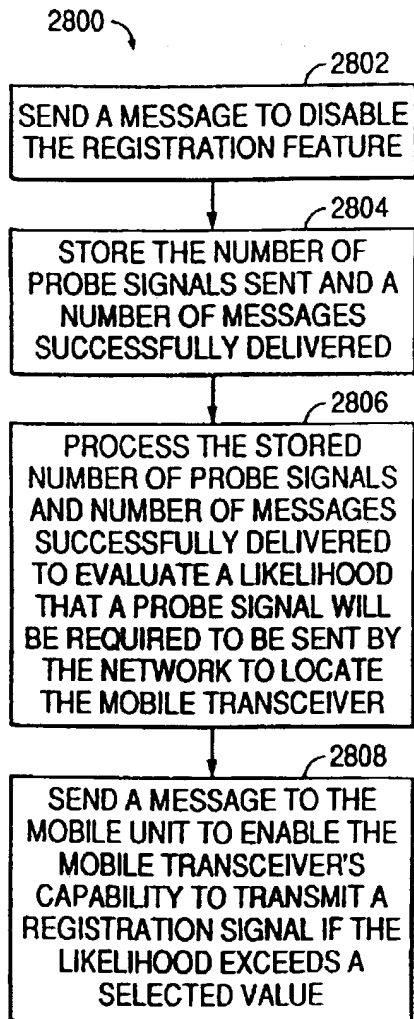 2800
2802
SEND A MESSAGE TO DISABLE
THE REGISTRATION FEATURE
2804
STORE THE NUMBER OF
PROBE SIGNALS SENT AND A
NUMBER OF MESSAGES
SUCCESSFULLY DELIVERED
2806
PROCESS THE STORED
NUMBER OF PROBE SIGNALS
AND NUMBER OF MESSAGES
SUCCESSFULLY DELIVERED
TO EVALUATE A LIKELIHOOD
THAT A PROBE SIGNAL WILL
BE REQUIRED TO BE SENT BY
THE NETWORK TO LOCATE
THE MOBILE TRANSCEIVER
2808
SEND A MESSAGE TO THE
MOBILE UNIT TO ENABLE THE
MOBILE TRANSCEIVER'S
CAPABILITY TO TRANSMIT A
REGISTRATION SIGNAL IF THE
LIKELIHOOD EXCEEDS A
SELECTED VALUE